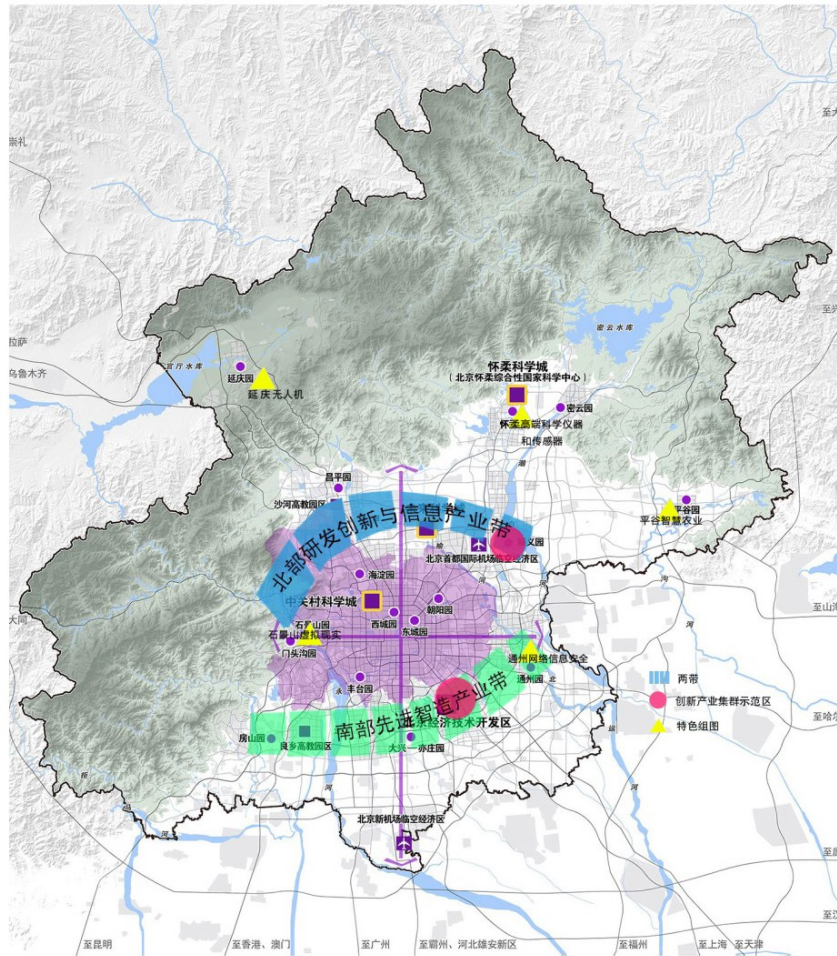 崇礼
至兴
密云水库
拉萨
官厅水库
乌鲁木齐
怀柔科学城
(北京怀柔综合性国家科学中心)
延庆园
延庆无人机
密云园
怀柔高端科学仪器
和传感器
潮
昌平园
沙河高教园区
平谷园
平谷智慧农业
北部研发创新与信息产业带
义园
北京首都国际机场临空经济区
海淀园
中关村科学城
朝阳园
西城园
东城园
石景山园
石景山虚拟现实
门头沟园
通州网络信息安全
通州园
丰台园
南部先进智造产业带
北京经济技术开发区
房山园
良乡高教园区
大兴—亦庄园
北京新机场临空经济区
两带
创新产业集群示范区
特色组图
至山海
至哈尔
至昆明
至香港、澳门
至广州
至霸州、河北雄安新区
至福州
至上海 至天津